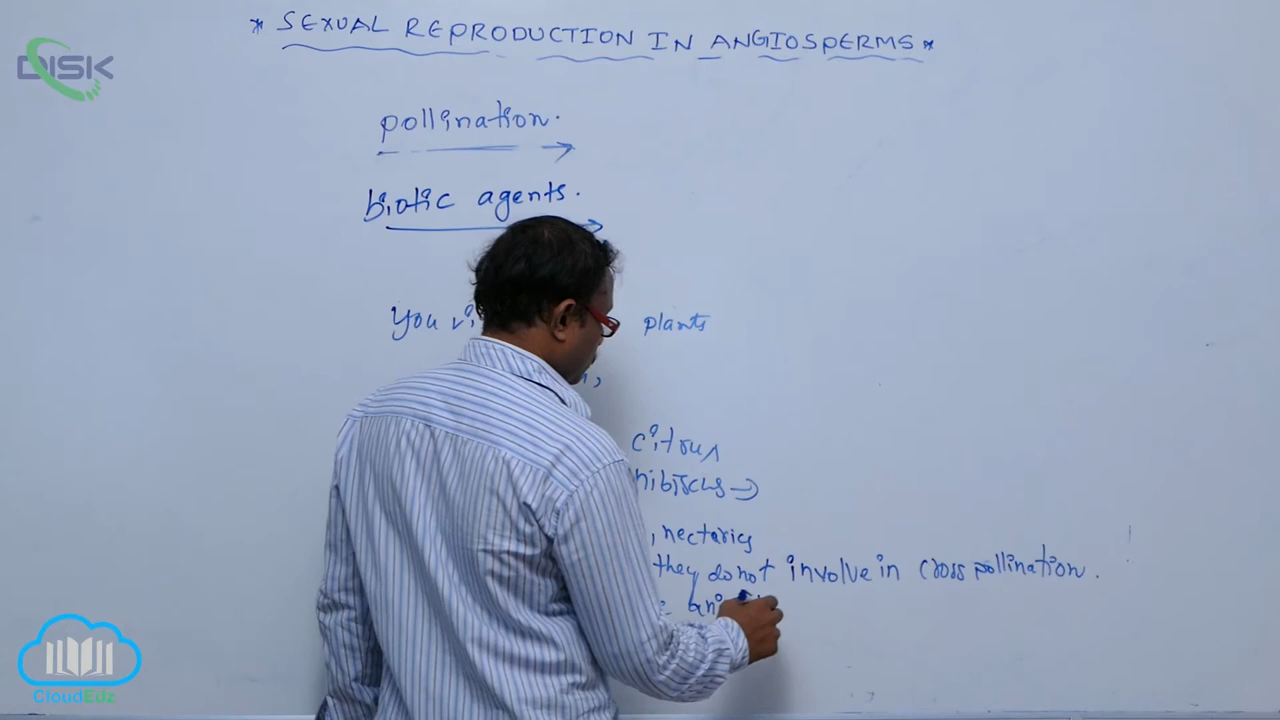 * SEXUAL REPRODUCTION IN ANGIOSPERMS *
DISK
pollination.
biotic agents.
You plants
citrus
hibiscus →
, nectaries
they do not involve in cross pollination.
CloudEdz